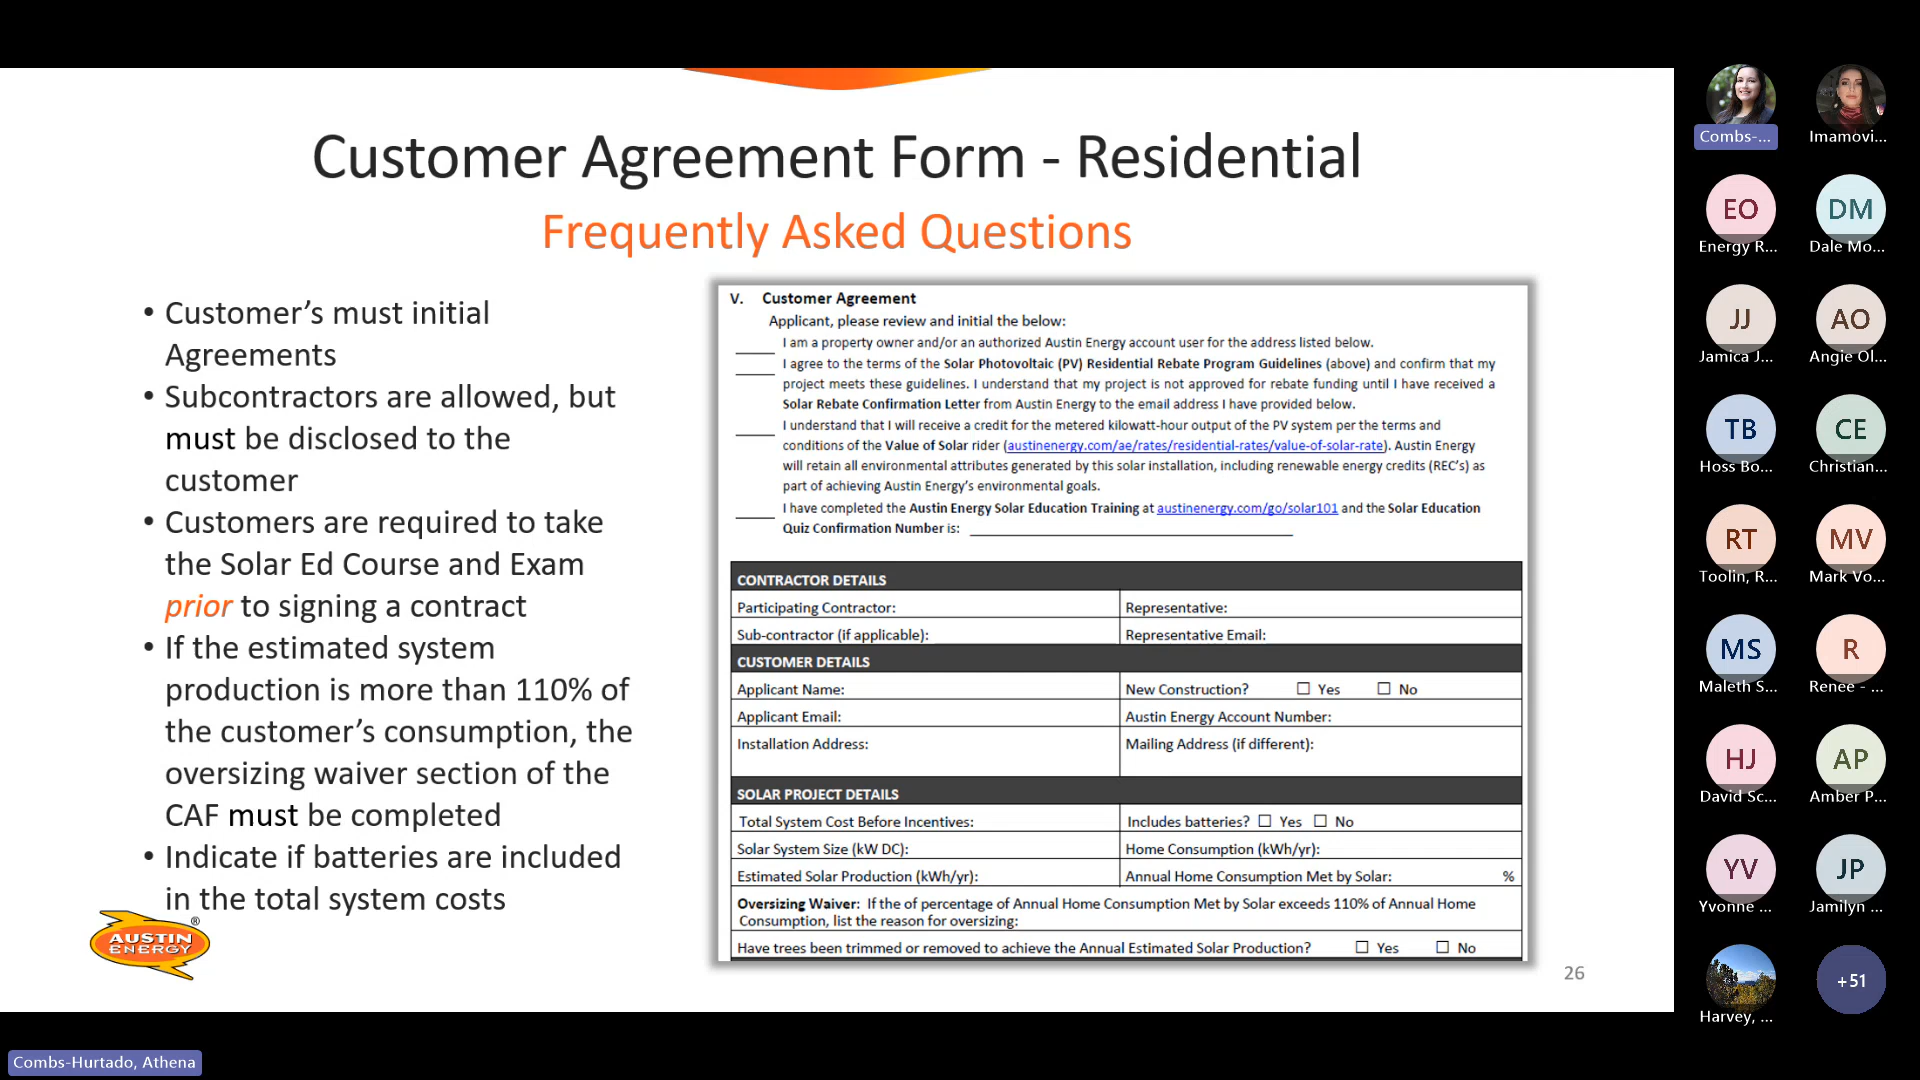 Customer Agreement Form - Residential
Frequently Asked Questions
• Customer’s must initial
Agreements
• Subcontractors are allowed, but
must be disclosed to the
customer
• Customers are required to take
the Solar Ed Course and Exam
prior to signing a contract
• If the estimated system
production is more than 110% of
the customer’s consumption, the
oversizing waiver section of the
CAF must be completed
• Indicate if batteries are included
in the total system costs
AUSTIN
ENERGY
®
V. Customer Agreement
Applicant, please review and initial the below:
I am a property owner and/or an authorized Austin Energy account user for the address listed below.
I agree to the terms of the Solar Photovoltaic (PV) Residential Rebate Program Guidelines (above) and confirm that my
project meets these guidelines. I understand that my project is not approved for rebate funding until I have received a
Solar Rebate Confirmation Letter from Austin Energy to the email address I have provided below.
I understand that I will receive a credit for the metered kilowatt-hour output of the PV system per the terms and
conditions of the Value of Solar rider (austinenergy.com/ae/rates/residential-rates/value-of-solar-rate). Austin Energy
will retain all environmental attributes generated by this solar installation, including renewable energy credits (REC’s) as
part of achieving Austin Energy’s environmental goals.
I have completed the Austin Energy Solar Education Training at austinenergy.com/go/solar101 and the Solar Education
Quiz Confirmation Number is:
CONTRACTOR DETAILS
Participating Contractor: Representative:
Sub-contractor (if applicable): Representative Email:
CUSTOMER DETAILS
Applicant Name: New Construction? ☐ Yes ☐ No
Applicant Email: Austin Energy Account Number:
Installation Address: Mailing Address (if different):
SOLAR PROJECT DETAILS
Total System Cost Before Incentives: Includes batteries? ☐ Yes ☐ No
Solar System Size (kW DC): Home Consumption (kWh/yr):
Estimated Solar Production (kWh/yr): Annual Home Consumption Met by Solar: %
Oversizing Waiver: If the of percentage of Annual Home Consumption Met by Solar exceeds 110% of Annual Home
Consumption, list the reason for oversizing:
Have trees been trimmed or removed to achieve the Annual Estimated Solar Production? ☐ Yes ☐ No
26
Combs-... Imamovi...
EO DM
Energy R... Dale Mo...
JJ AO
Jamica J... Angie Ol...
TB CE
Hoss Bo... Christian...
RT MV
Toolin, R... Mark Vo...
MS R
Maleth S... Renee - ...
HJ AP
David Sc... Amber P...
YV JP
Yvonne ... Jamilyn ...
+51
Harvey, ...
Combs-Hurtado, Athena